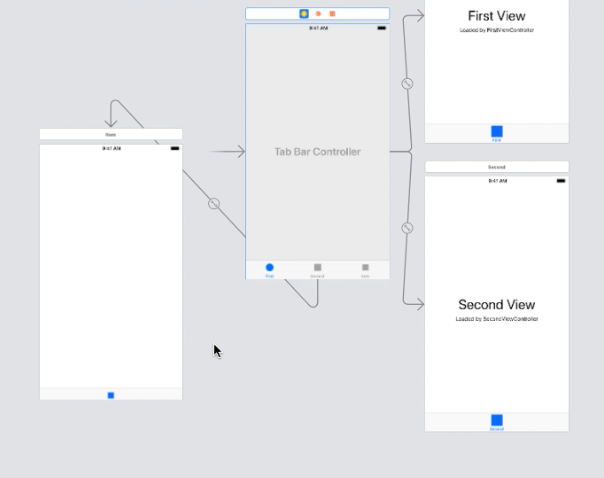 First View
Loaded by FirstViewController
First
9:41 AM
Tab Bar Controller
First
Second
Item
Item
9:41 AM
Second
9:41 AM
Second View
Loaded by SecondViewController
Second